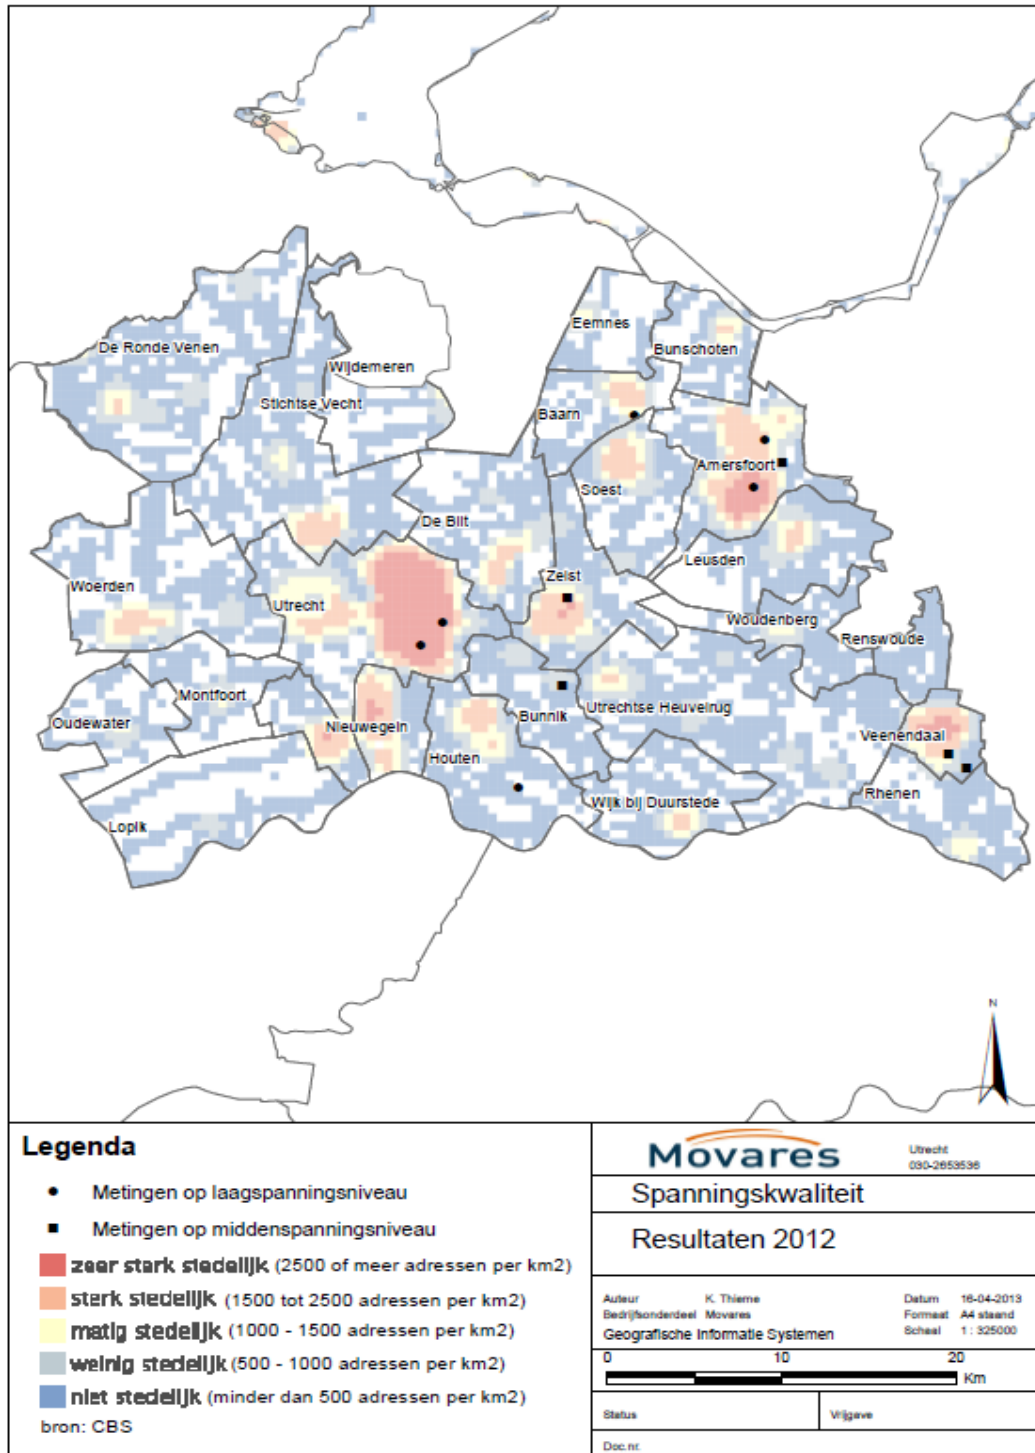 Eemnes
De Ronde Venen
Bunschoten
Wijdemeren
Stichtse Vecht
Baarn
Amersfoort
Soest
De Bilt
Leusden
Zeist
Woerden
Utrecht
Woudenberg
Renswoude
Montfoort
Oudewater
Nieuwegein
Bunnik
Utrechtse Heuvelrug
Veenendaal
Houten
Rhenen
Wijk bij Duurstede
Lopik
N
Legenda
Metingen op laagspanningsniveau
Metingen op middenspanningsniveau
zeer sterk stedelijk (2500 of meer adressen per km2)
sterk stedelijk (1500 tot 2500 adressen per km2)
matig stedelijk (1000 - 1500 adressen per km2)
weinig stedelijk (500 - 1000 adressen per km2)
niet stedelijk (minder dan 500 adressen per km2)
bron: CBS
Movares
Utrecht
030-2653536
Spanningskwaliteit
Resultaten 2012
Auteur K. Thieme Datum 16-04-2013
Bedrijfsonderdeel Movares Formaat A4 staand
Geografische Informatie Systemen Schaal 1 : 325000
0 10 20
Km
Status Vrijgave
Doc.nr.